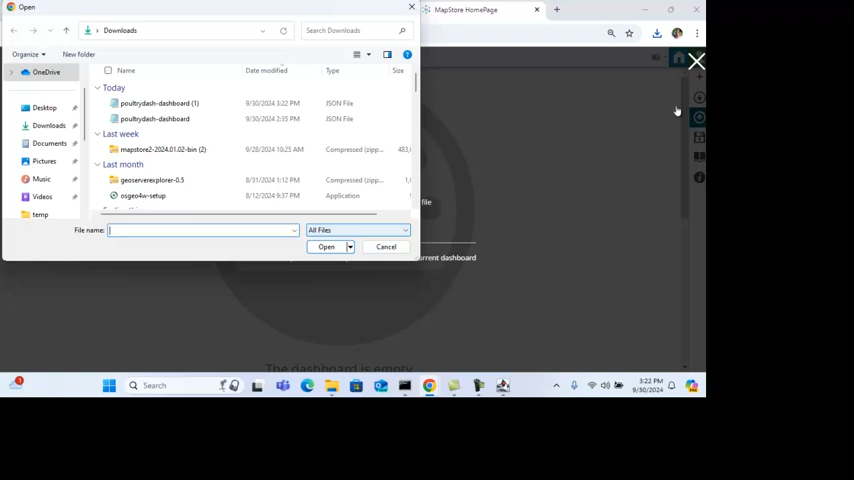 Open
MapStore HomePage
Downloads
Search Downloads
Organize
New folder
Name
Date modified
Type
Size
OneDrive
Today
poultrydash-dashboard (1)
9/30/2024 3:22 PM
JSON File
Desktop
poultrydash-dashboard
9/30/2024 2:35 PM
JSON File
Downloads
Last week
Documents
mapstore2-2024.01.02-bin (2)
9/28/2024 10:25 AM
Compressed (zipp...
483,
Pictures
Last month
Music
geoserverexplorer-0.5
8/31/2024 1:12 PM
Compressed (zipp...
1,
Videos
osgeo4w-setup
8/12/2024 9:37 PM
Application
temp
file
File name:
All Files
Open
Cancel
urrent dashboard
The dashboard is empty
1
Search
3:22 PM
9/30/2024